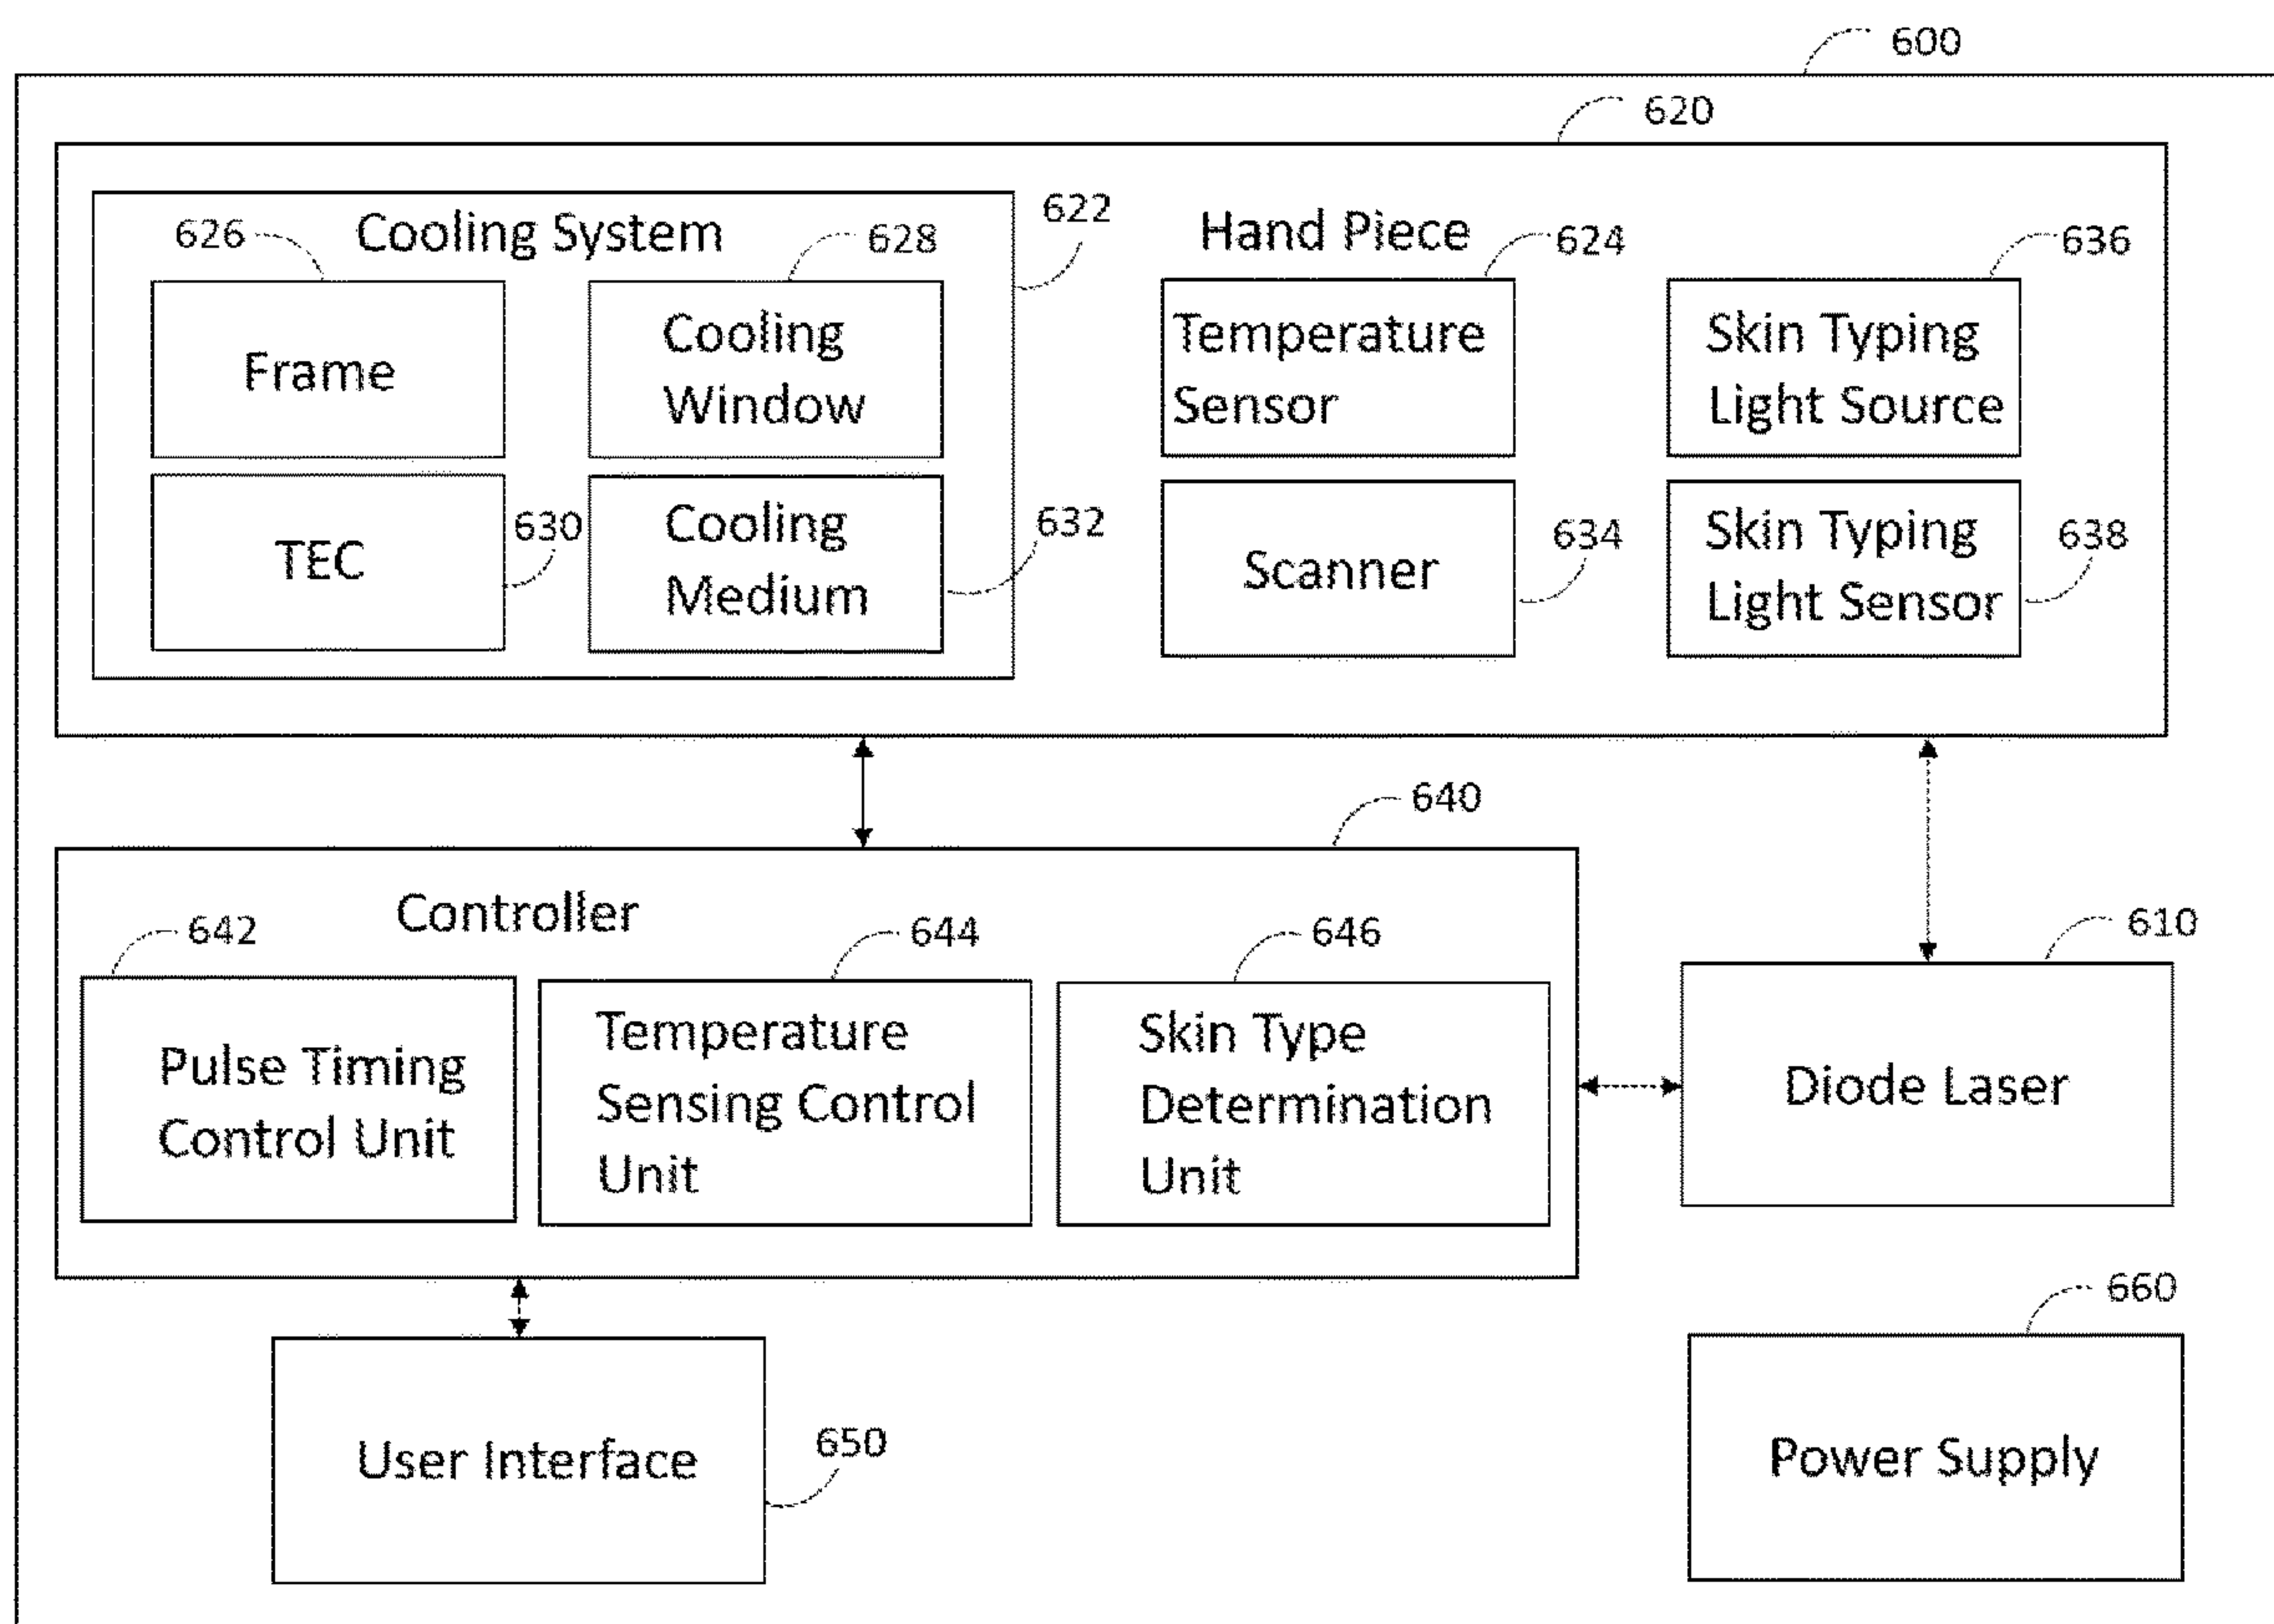 600
620
Cooling System
622
626
628
Hand Piece
624
636
Frame
Cooling
Window
Temperature
Sensor
Skin Typing
Light Source
TEC
630
Cooling
Medium
632
Scanner
634
Skin Typing
Light Sensor
638
640
Controller
642
644
646
610
Pulse Timing
Control Unit
Temperature
Sensing Control
Unit
Skin Type
Determination
Unit
Diode Laser
660
User Interface
650
Power Supply